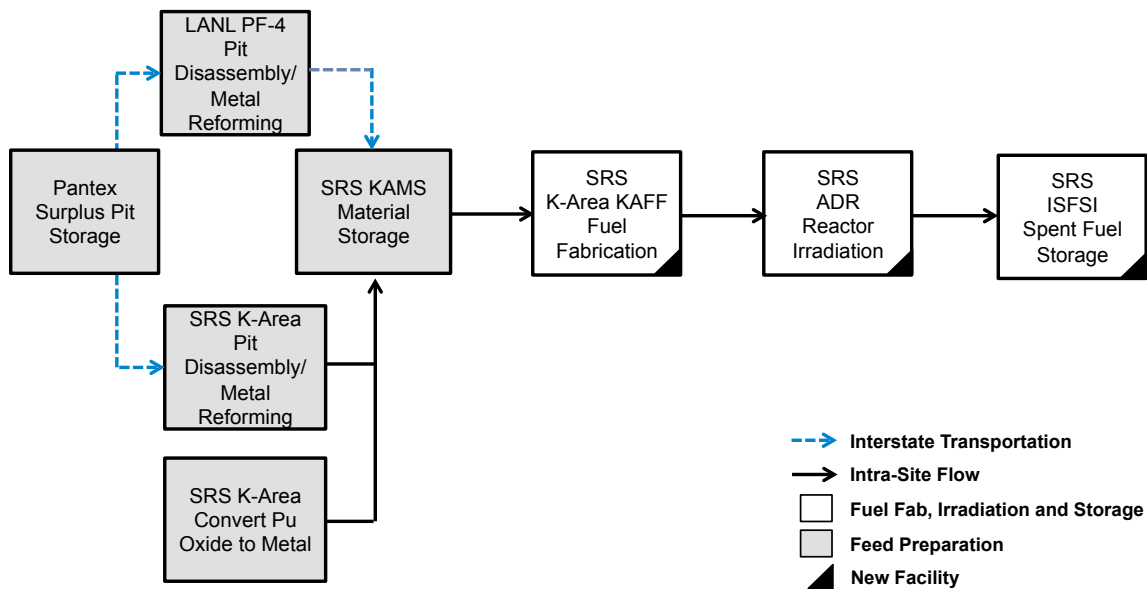 LANL PF-4
Pit
Disassembly/
Metal
Reforming
Pantex
Surplus Pit
Storage
SRS KAMS
Material
Storage
SRS
K-Area KAFF
Fuel
Fabrication
SRS
ADR
Reactor
Irradiation
SRS
ISFSI
Spent Fuel
Storage
SRS K-Area
Pit
Disassembly/
Metal
Reforming
SRS K-Area
Convert Pu
Oxide to Metal
Interstate Transportation
Intra-Site Flow
Fuel Fab, Irradiation and Storage
Feed Preparation
New Facility